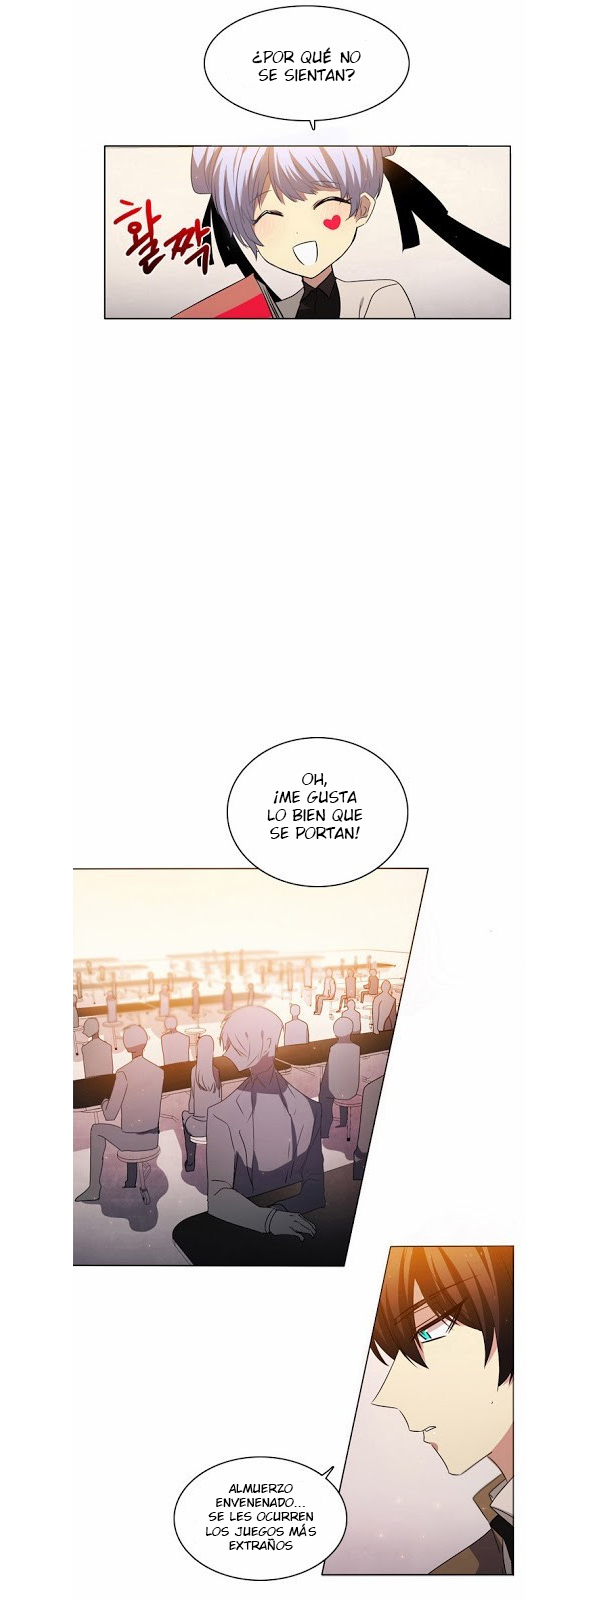 ¿POR QUÉ NO
SE SIENTAN?
활짝
OH,
¡ME GUSTA
LO BIEN QUE
SE PORTAN!
ALMUERZO
ENVENENADO...
SE LES OCURREN
LOS JUEGOS MÁS
EXTRAÑOS